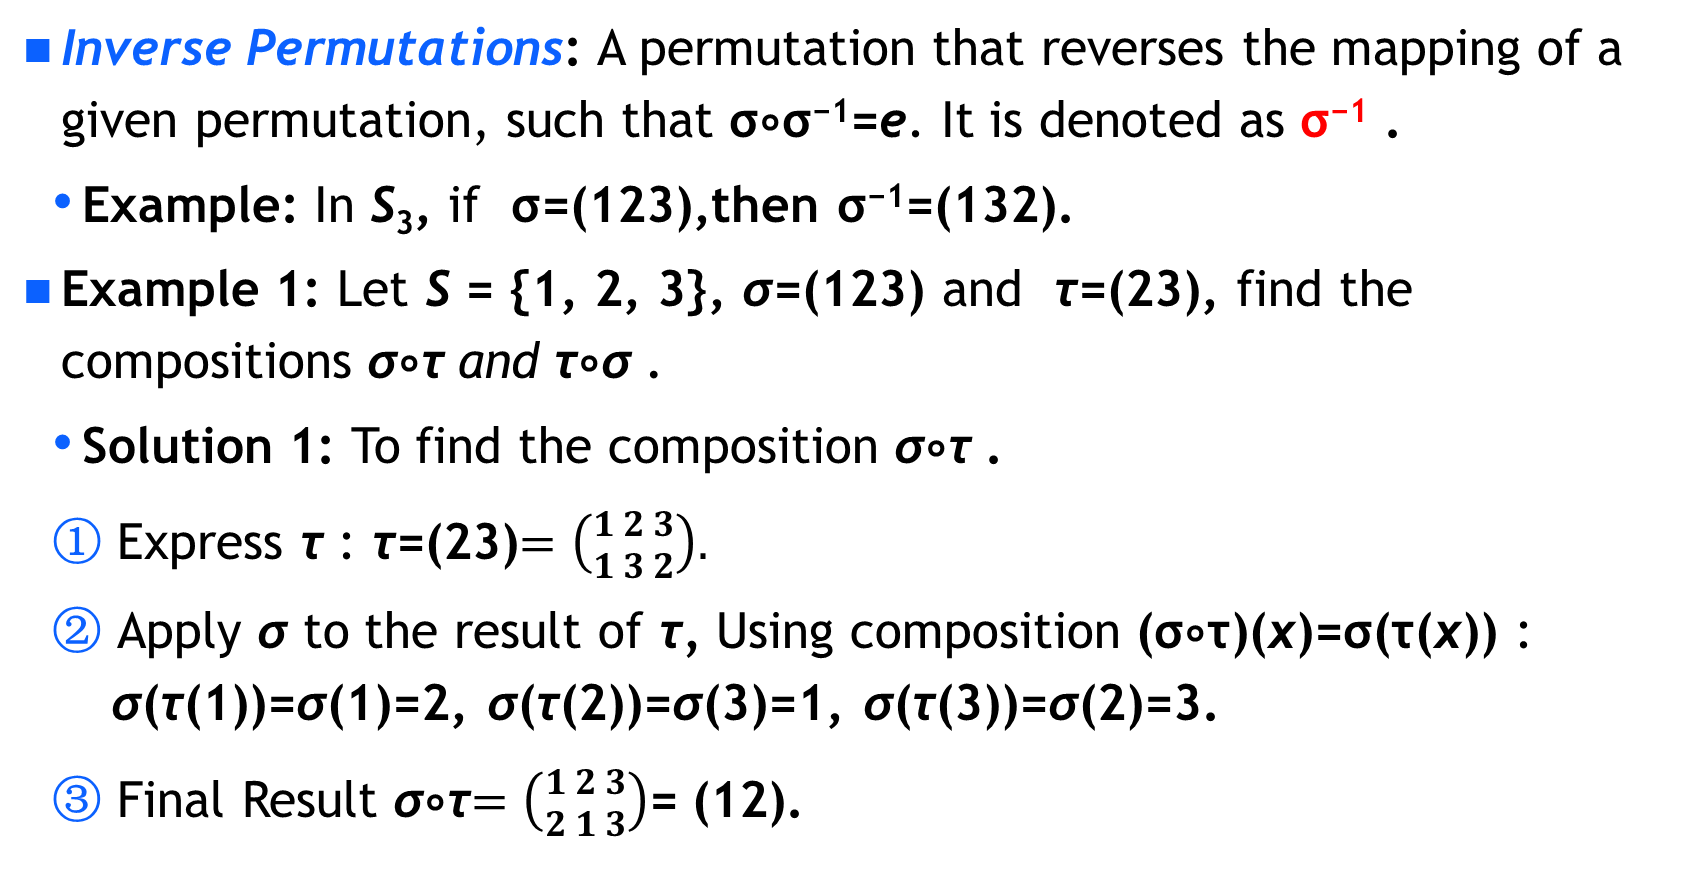 ■ Inverse Permutations: A permutation that reverses the mapping of a
given permutation, such that σ∘σ⁻¹=e. It is denoted as σ⁻¹ .
• Example: In S₃, if σ=(123),then σ⁻¹=(132).
■ Example 1: Let S = {1, 2, 3}, σ=(123) and τ=(23), find the
compositions σ∘τ and τ∘σ .
• Solution 1: To find the composition σ∘τ .
① Express τ : τ=(23)= (1 2 3
1 3 2).
② Apply σ to the result of τ, Using composition (σ∘τ)(x)=σ(τ(x)) :
σ(τ(1))=σ(1)=2, σ(τ(2))=σ(3)=1, σ(τ(3))=σ(2)=3.
③ Final Result σ∘τ= (1 2 3
2 1 3)= (12).